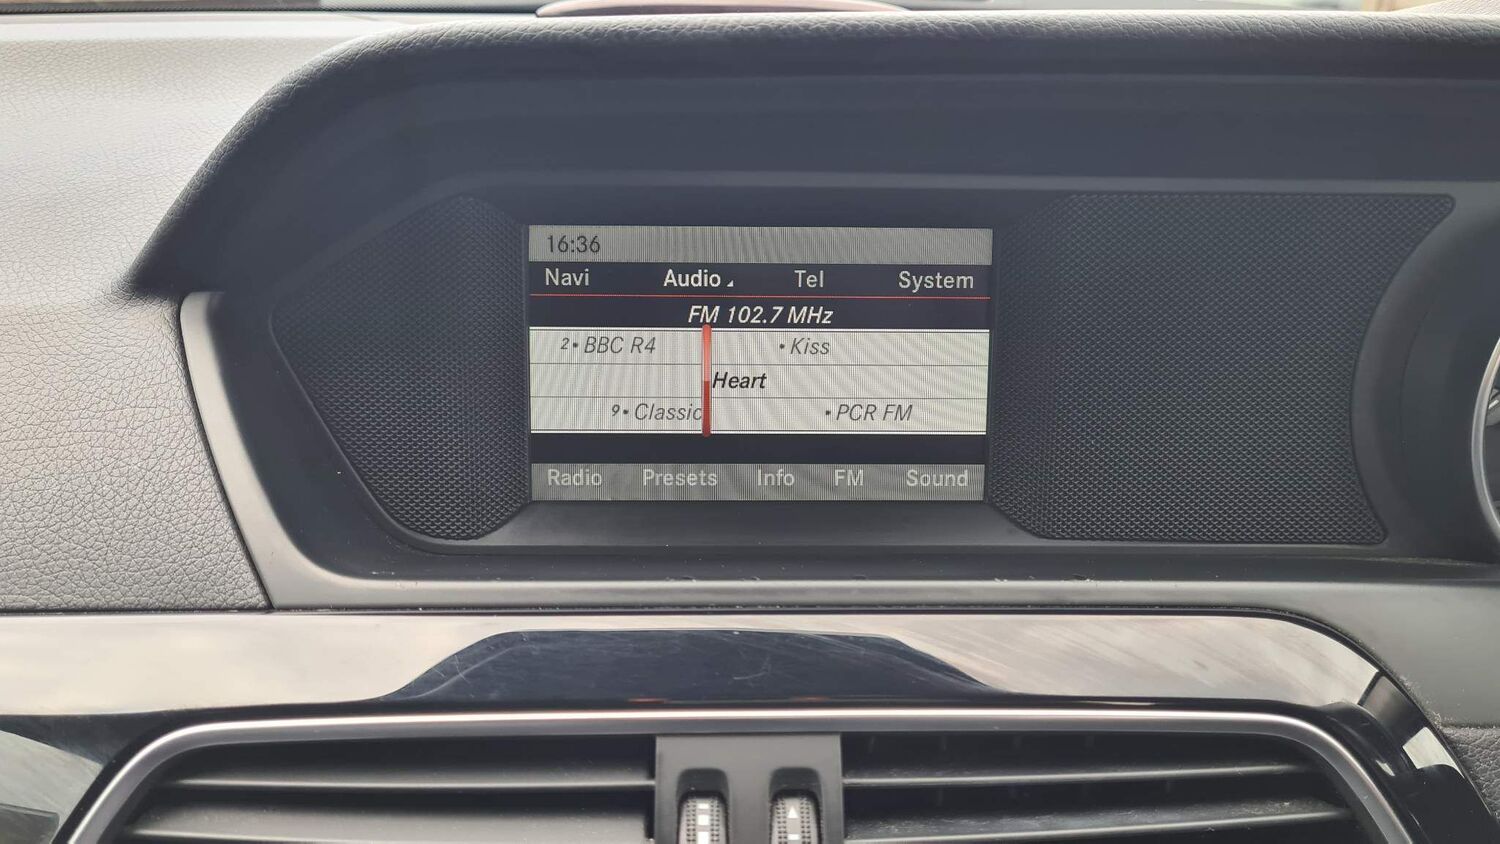 16:36
Navi Audio Tel System
FM 102.7 MHz
2• BBC R4 • Kiss
Heart
9• Classic • PCR FM
Radio Presets Info FM Sound